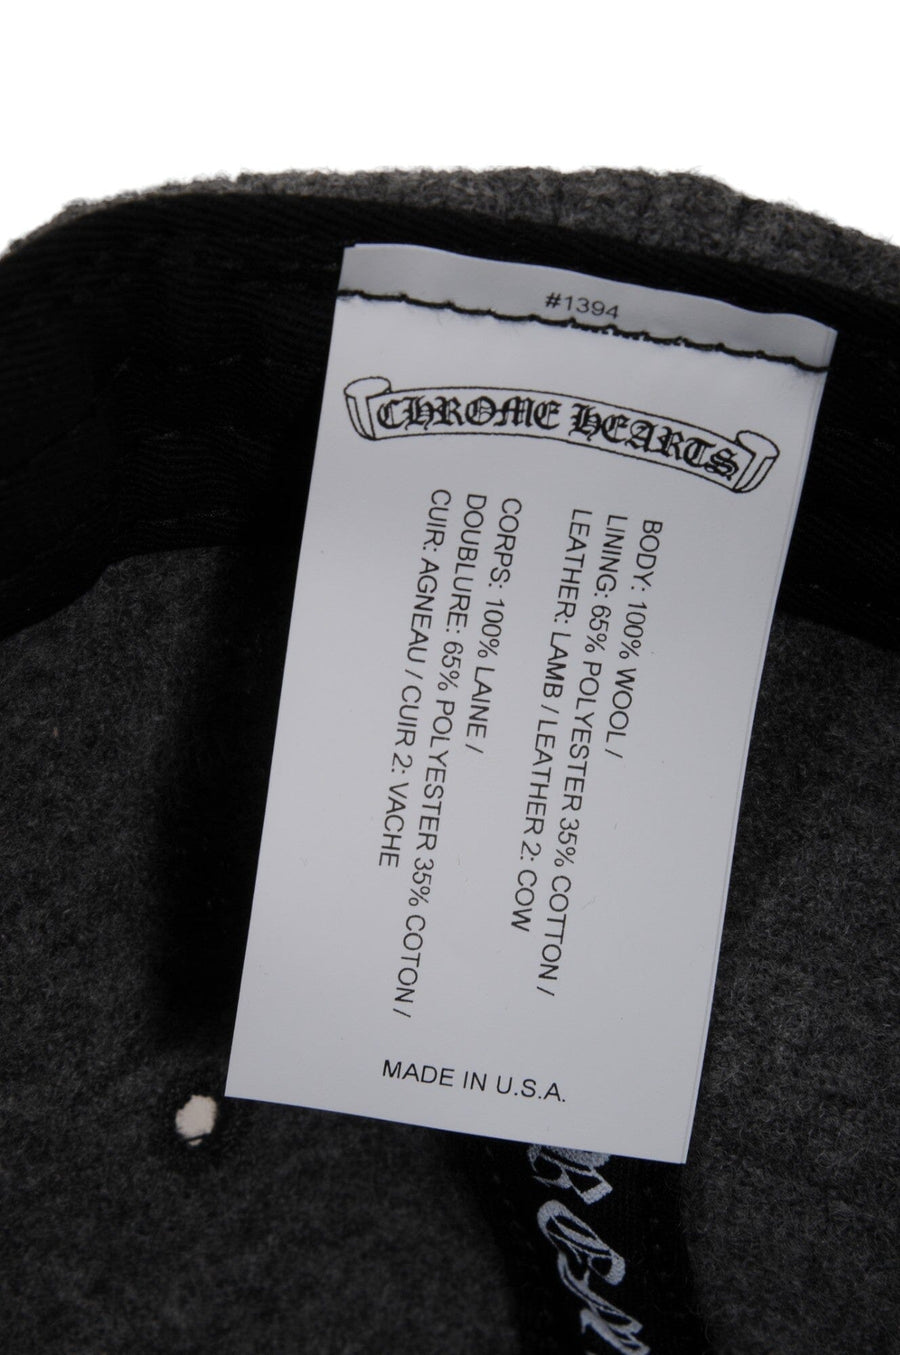 #1394
CHROME HEARTS
BODY: 100% WOOL /
LINING: 65% POLYESTER 35% COTTON /
LEATHER: LAMB / LEATHER 2: COW
CORPS: 100% LAINE /
DOUBLURE: 65% POLYESTER 35% COTON /
CUIR: AGNEAU / CUIR 2: VACHE
MADE IN U.S.A.